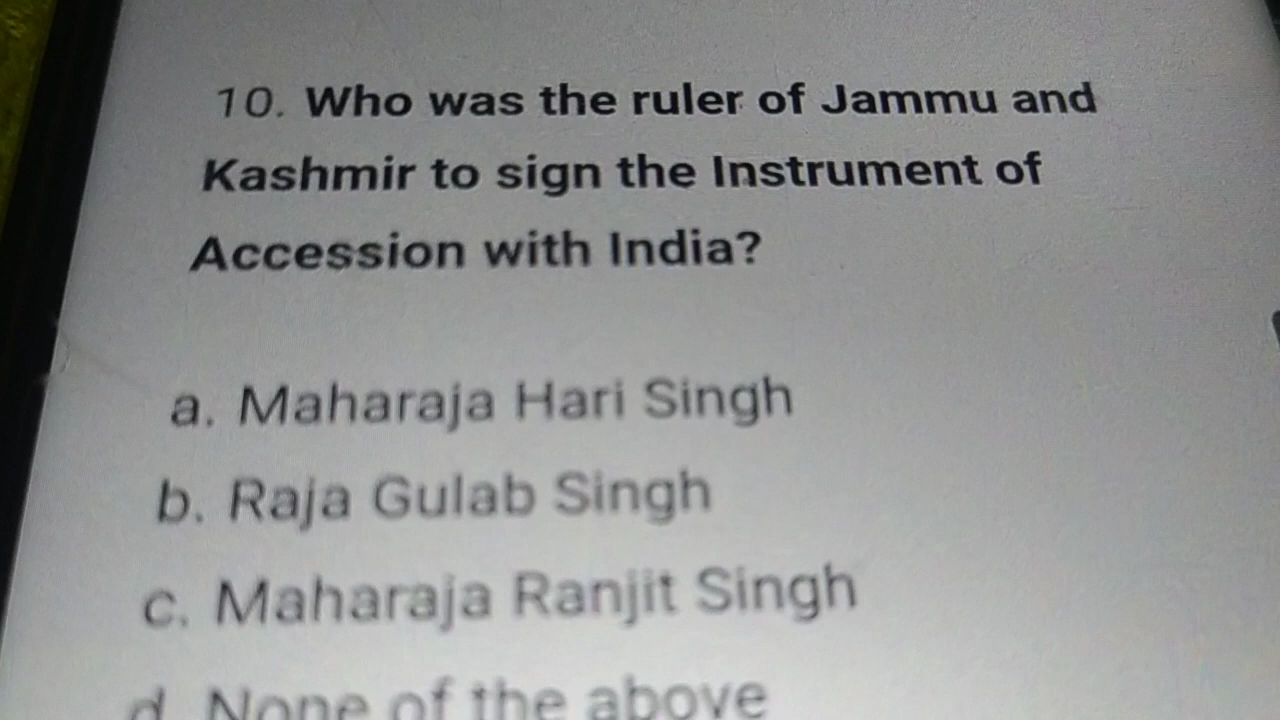 10. Who was the ruler of Jammu and
Kashmir to sign the Instrument of
Accession with India?
a. Maharaja Hari Singh
b. Raja Gulab Singh
c. Maharaja Ranjit Singh
d. None of the above